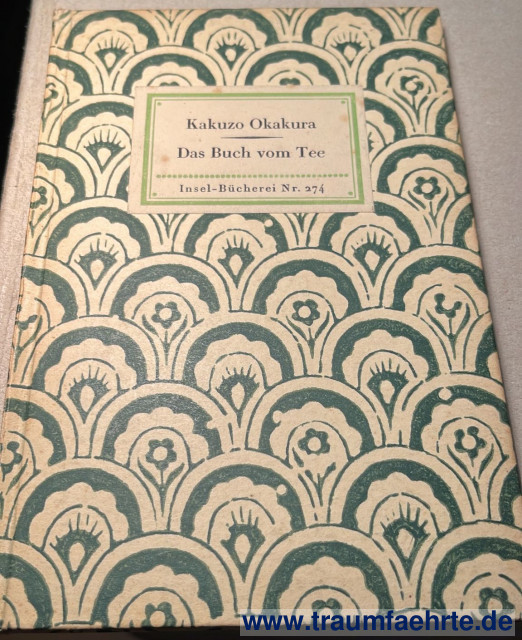 Kakuzo Okakura
Das Buch vom Tee
Insel-Bücherei Nr. 274
www.traumfaehrte.de